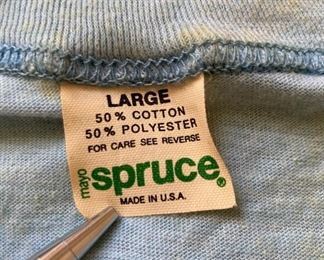 LARGE
50% COTTON
50% POLYESTER
FOR CARE SEE REVERSE
mayo spruce®
MADE IN U.S.A.